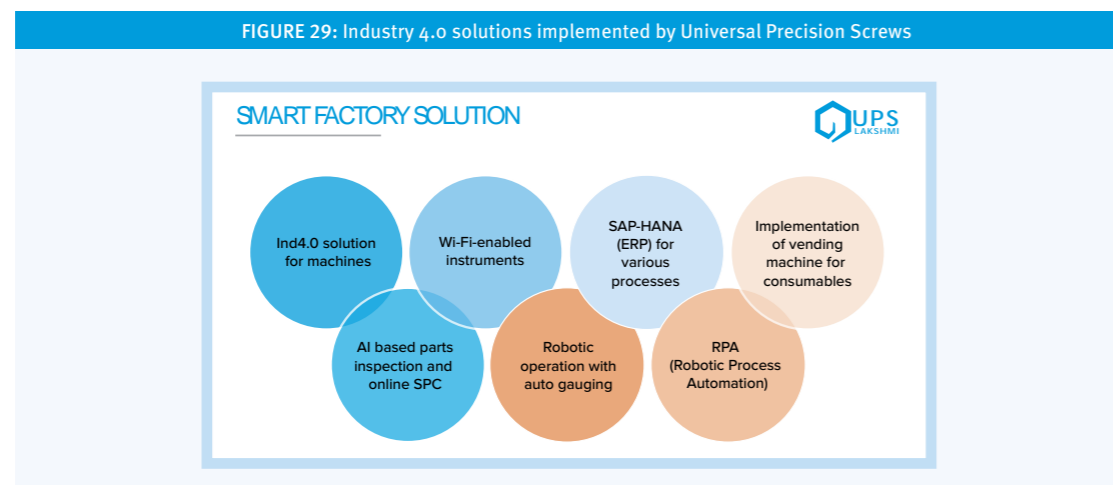 FIGURE 29: Industry 4.0 solutions implemented by Universal Precision Screws
SMART FACTORY SOLUTION
UPS
LAKSHMI
Ind4.0 solution
for machines
Wi-Fi-enabled
instruments
SAP-HANA
(ERP) for
various
processes
Implementation
of vending
machine for
consumables
AI based parts
inspection and
online SPC
Robotic
operation with
auto gauging
RPA
(Robotic Process
Automation)